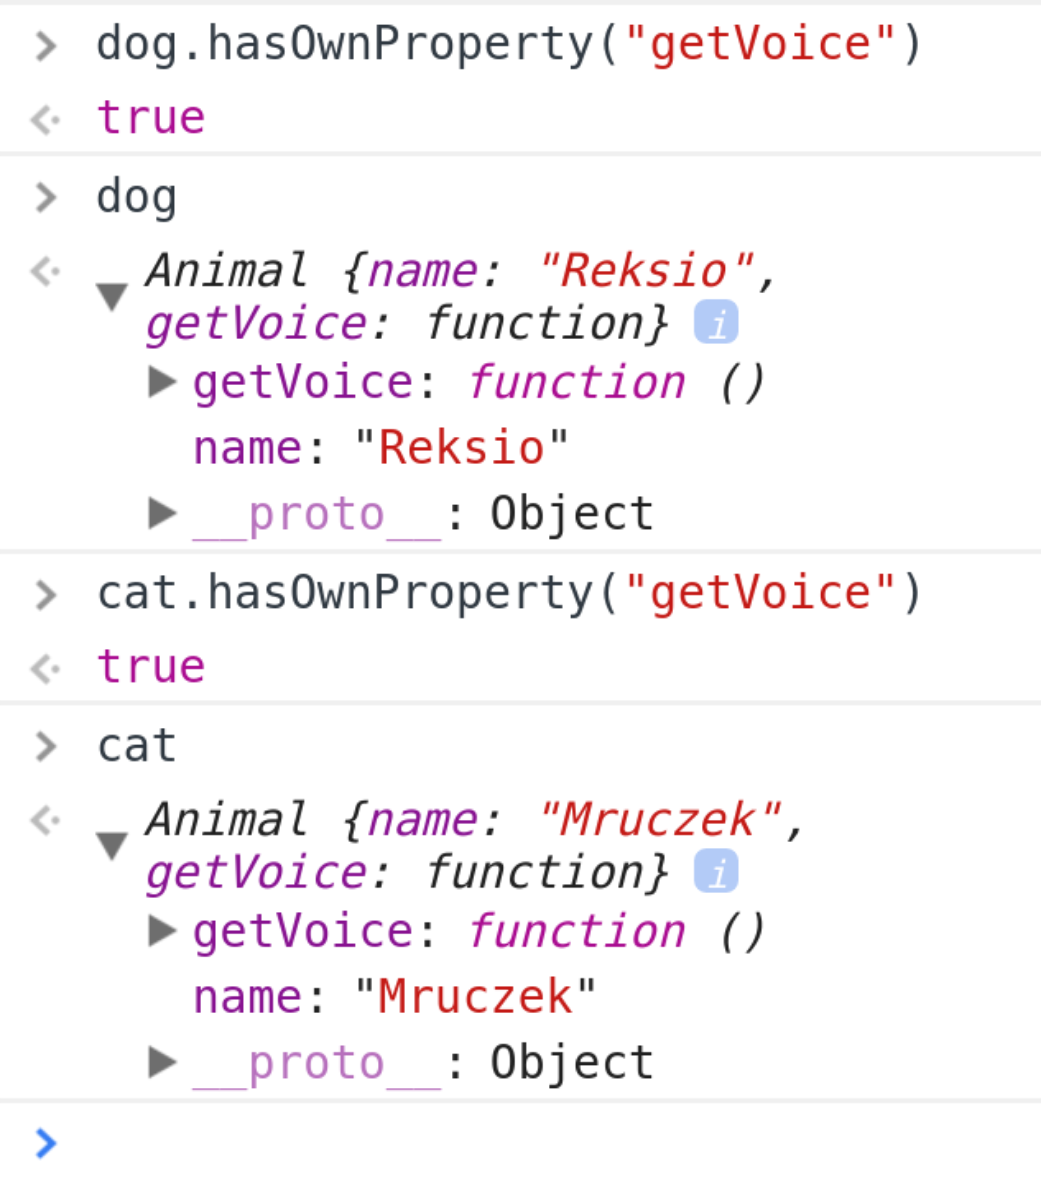 > dog.hasOwnProperty("getVoice")
<· true
> dog
<· ▼ Animal {name: "Reksio",
getVoice: function} i
▶ getVoice: function ()
name: "Reksio"
▶ __proto__: Object
> cat.hasOwnProperty("getVoice")
<· true
> cat
<· ▼ Animal {name: "Mruczek",
getVoice: function} i
▶ getVoice: function ()
name: "Mruczek"
▶ __proto__: Object
>